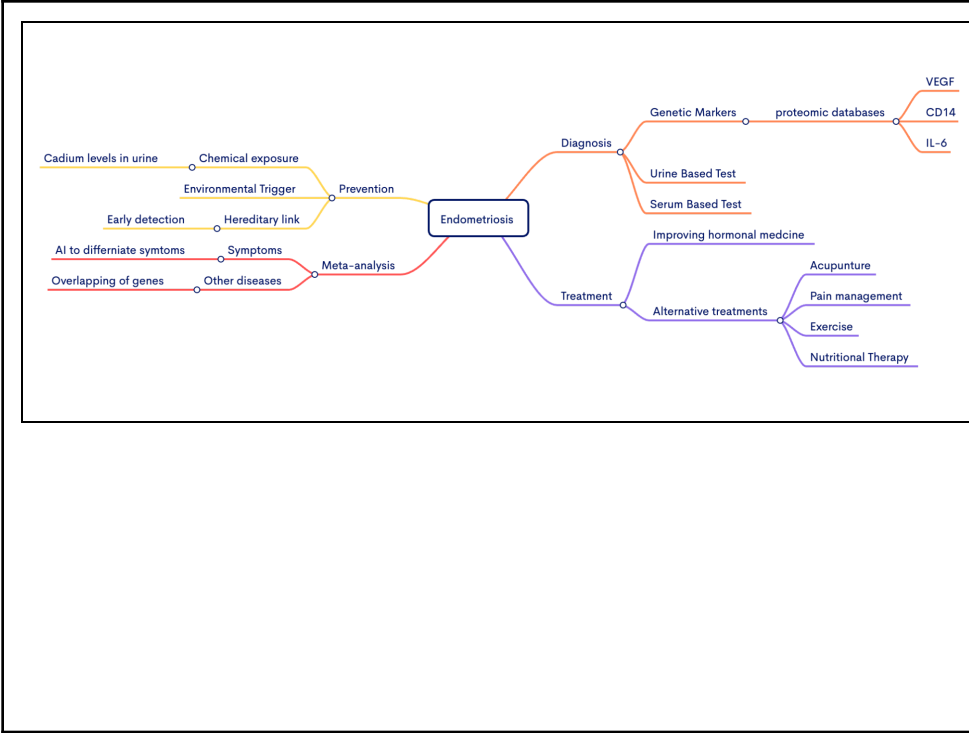 VEGF
Genetic Markers
proteomic databases
CD14
Diagnosis
IL-6
Cadium levels in urine
Chemical exposure
Urine Based Test
Environmental Trigger
Prevention
Serum Based Test
Early detection
Hereditary link
Endometriosis
Improving hormonal medcine
AI to differniate symtoms
Symptoms
Meta-analysis
Acupunture
Overlapping of genes
Other diseases
Treatment
Pain management
Alternative treatments
Exercise
Nutritional Therapy